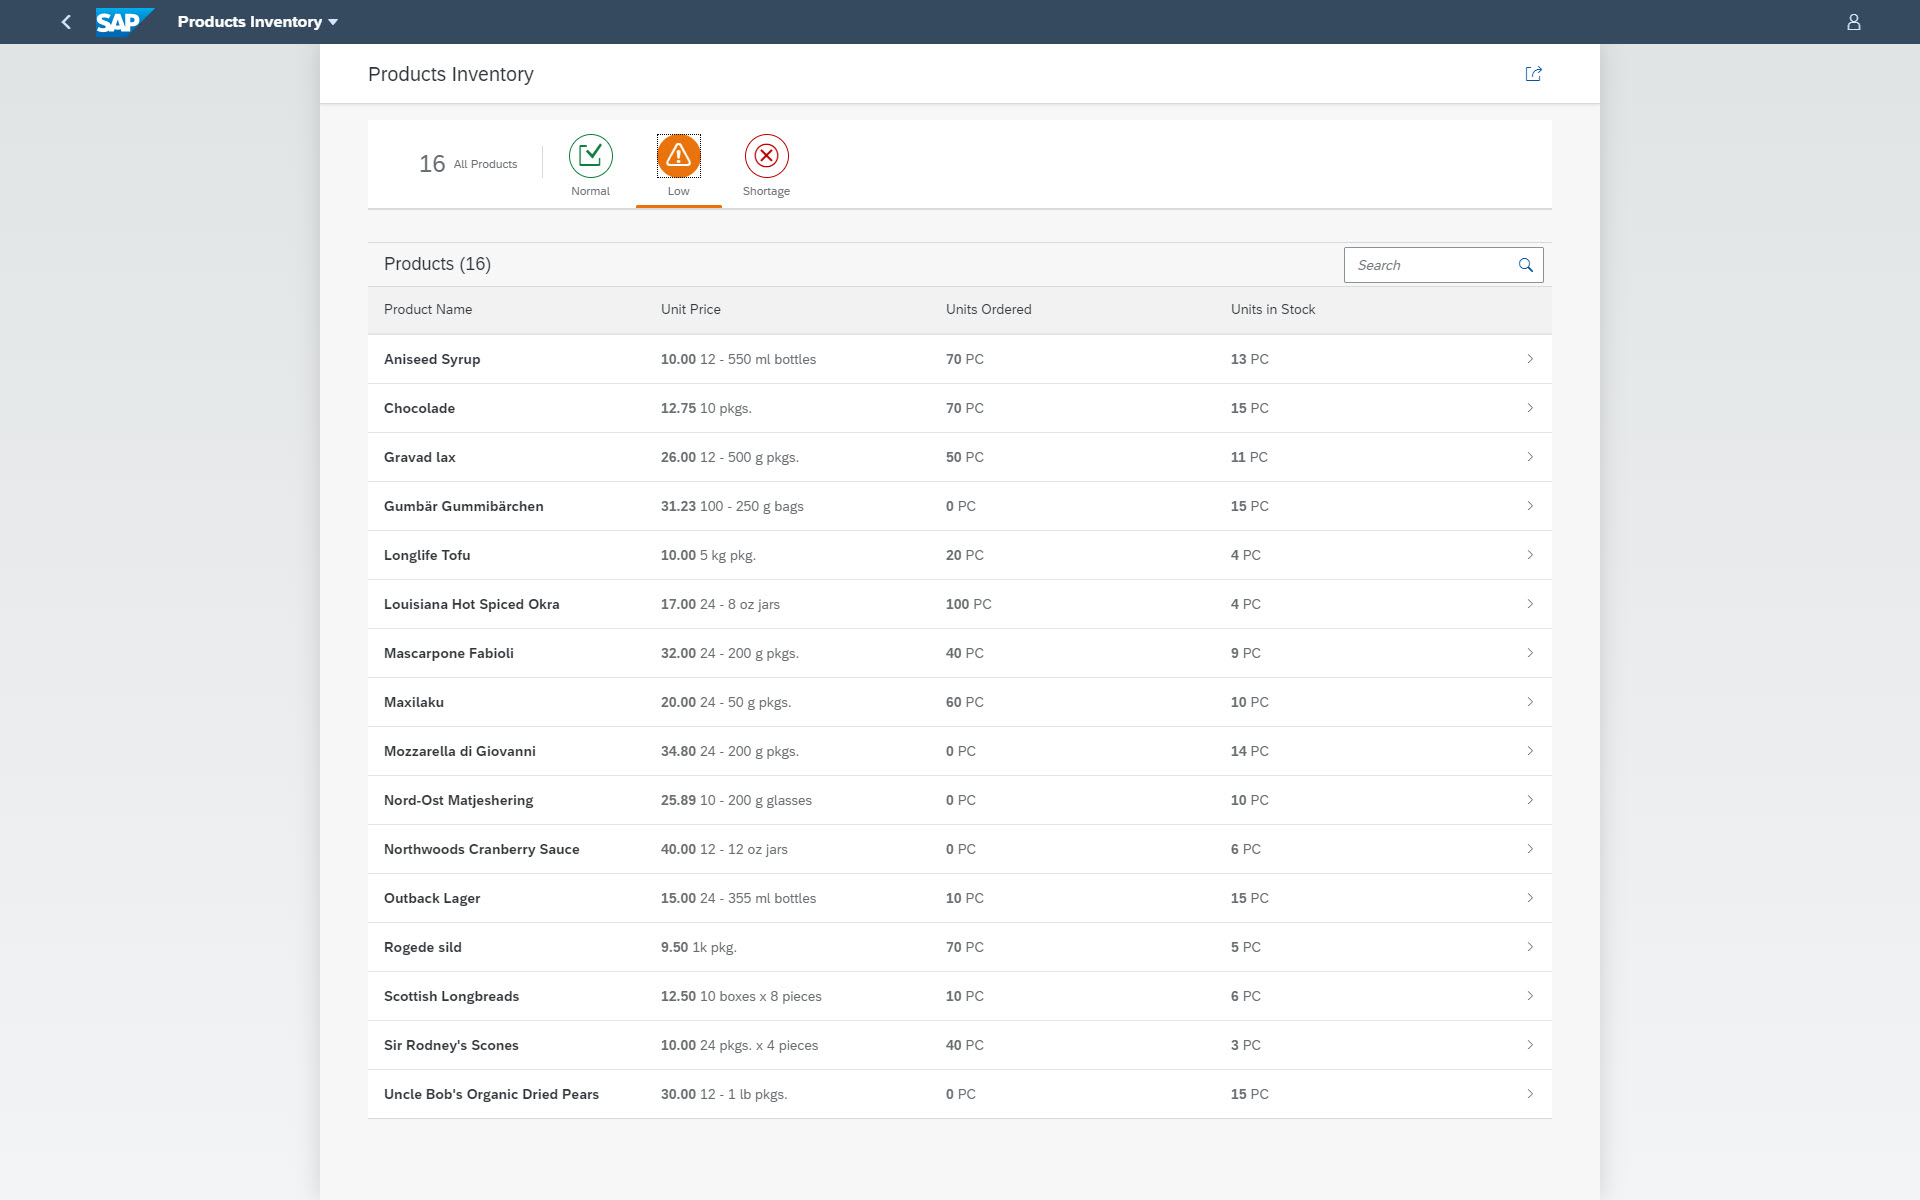 SAP Products Inventory
Products Inventory
16 All Products
Normal
Low
Shortage
Products (16)
Search
Product Name Unit Price Units Ordered Units in Stock
Aniseed Syrup 10.00 12 - 550 ml bottles 70 PC 13 PC
Chocolade 12.75 10 pkgs. 70 PC 15 PC
Gravad lax 26.00 12 - 500 g pkgs. 50 PC 11 PC
Gumbär Gummibärchen 31.23 100 - 250 g bags 0 PC 15 PC
Longlife Tofu 10.00 5 kg pkg. 20 PC 4 PC
Louisiana Hot Spiced Okra 17.00 24 - 8 oz jars 100 PC 4 PC
Mascarpone Fabioli 32.00 24 - 200 g pkgs. 40 PC 9 PC
Maxilaku 20.00 24 - 50 g pkgs. 60 PC 10 PC
Mozzarella di Giovanni 34.80 24 - 200 g pkgs. 0 PC 14 PC
Nord-Ost Matjeshering 25.89 10 - 200 g glasses 0 PC 10 PC
Northwoods Cranberry Sauce 40.00 12 - 12 oz jars 0 PC 6 PC
Outback Lager 15.00 24 - 355 ml bottles 10 PC 15 PC
Rogede sild 9.50 1k pkg. 70 PC 5 PC
Scottish Longbreads 12.50 10 boxes x 8 pieces 10 PC 6 PC
Sir Rodney's Scones 10.00 24 pkgs. x 4 pieces 40 PC 3 PC
Uncle Bob's Organic Dried Pears 30.00 12 - 1 lb pkgs. 0 PC 15 PC